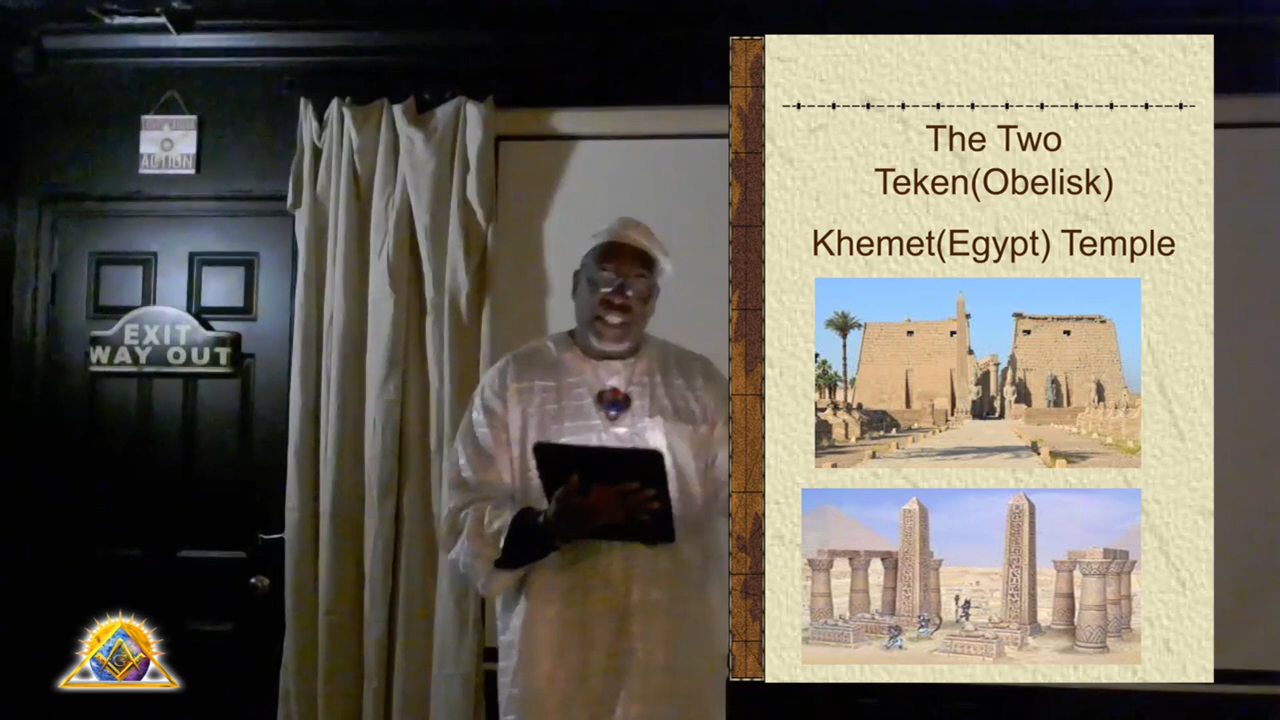 ACTION
EXIT
WAY OUT
The Two
Teken(Obelisk)
Khemet(Egypt) Temple
G